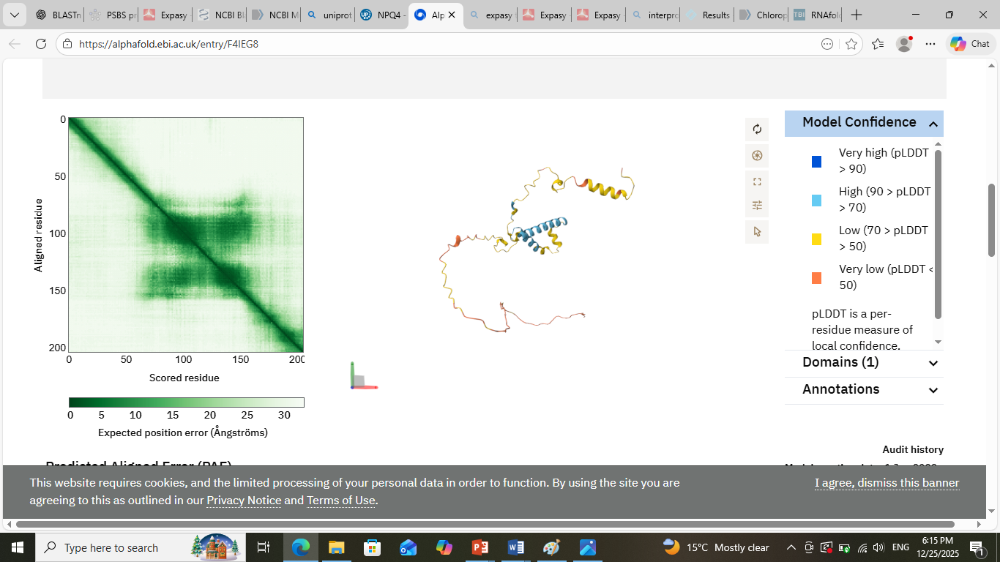 BLASTn
PSBS pr
Expasy
NCBI Bl
NCBI M
uniprot
NPQ4 -
Alp
expasy
Expasy
Expasy
interpro
Results
Chlorop
RNAfol
https://alphafold.ebi.ac.uk/entry/F4IEG8
Chat
0
50
100
150
200
Aligned residue
0 50 100 150 200
Scored residue
0 5 10 15 20 25 30
Expected position error (Ångströms)
Predicted Aligned Error (PAE)
Model Confidence
Very high (pLDDT
> 90)
High (90 > pLDDT
> 70)
Low (70 > pLDDT
> 50)
Very low (pLDDT <
50)
pLDDT is a per-
residue measure of
local confidence.
Domains (1)
Annotations
Audit history
This website requires cookies, and the limited processing of your personal data in order to function. By using the site you are
agreeing to this as outlined in our Privacy Notice and Terms of Use.
I agree, dismiss this banner
Type here to search
15°C Mostly clear
ENG
6:15 PM
12/25/2025
1